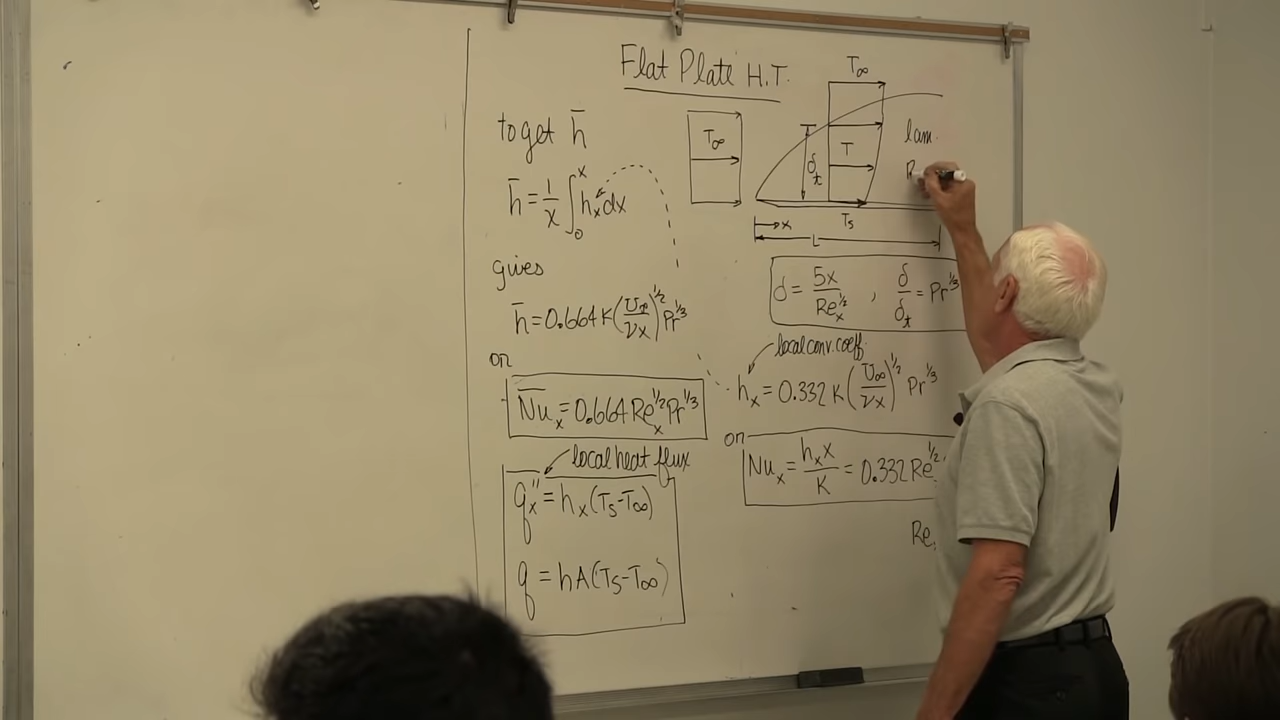 Flat Plate H.T.
to get h̅
h̅ = 1/x ∫₀ˣ hₓdx
gives
h̅ = 0.664 K (U∞/νx)^½ Pr^⅓
or
N̅u̅ₓ = 0.664 Reₓ^½ Pr^⅓
local heat flux
qₓ'' = hₓ(Ts-T∞)
q = hA(Ts-T∞)
T∞
T∞
δt
T
Ts
x
L
lam.
R
δ = 5x/Reₓ^½ , δ/δt = Pr^⅓
local conv. coeff.
hₓ = 0.332 K (U∞/νx)^½ Pr^⅓
or
Nuₓ = hₓx/K = 0.332 Re^½
Re